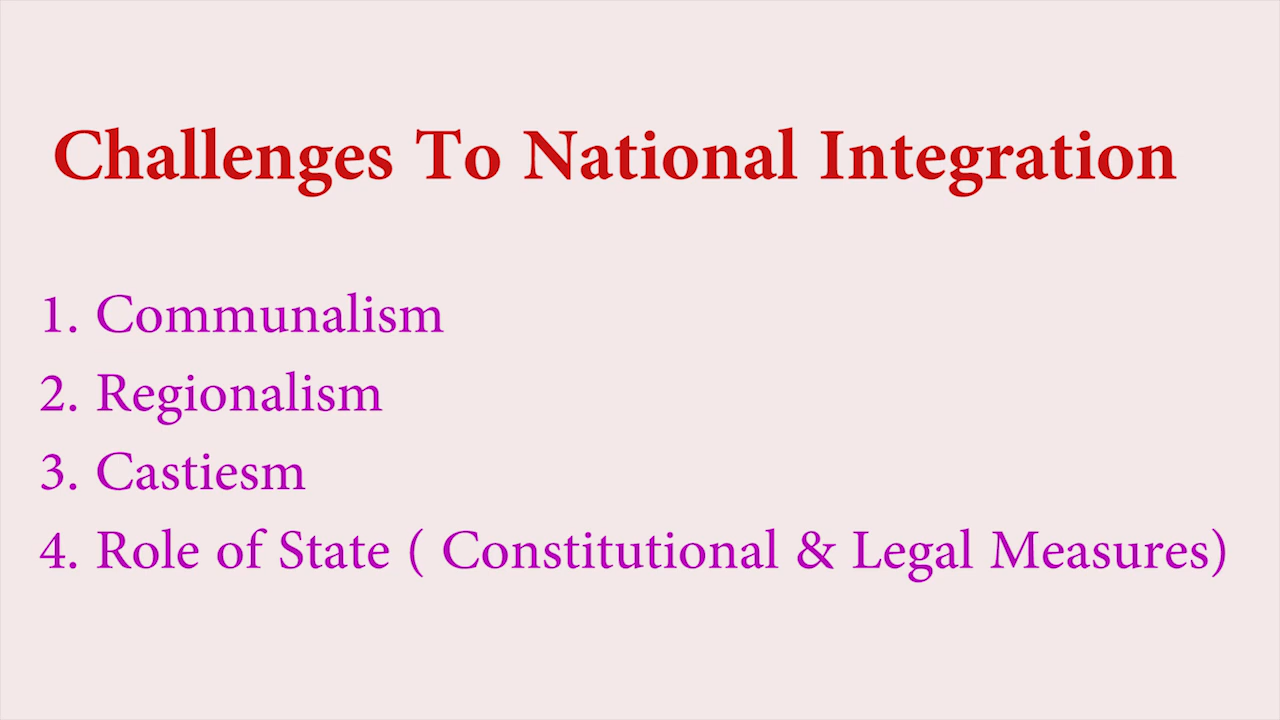 Challenges To National Integration
1. Communalism
2. Regionalism
3. Castiesm
4. Role of State ( Constitutional & Legal Measures)